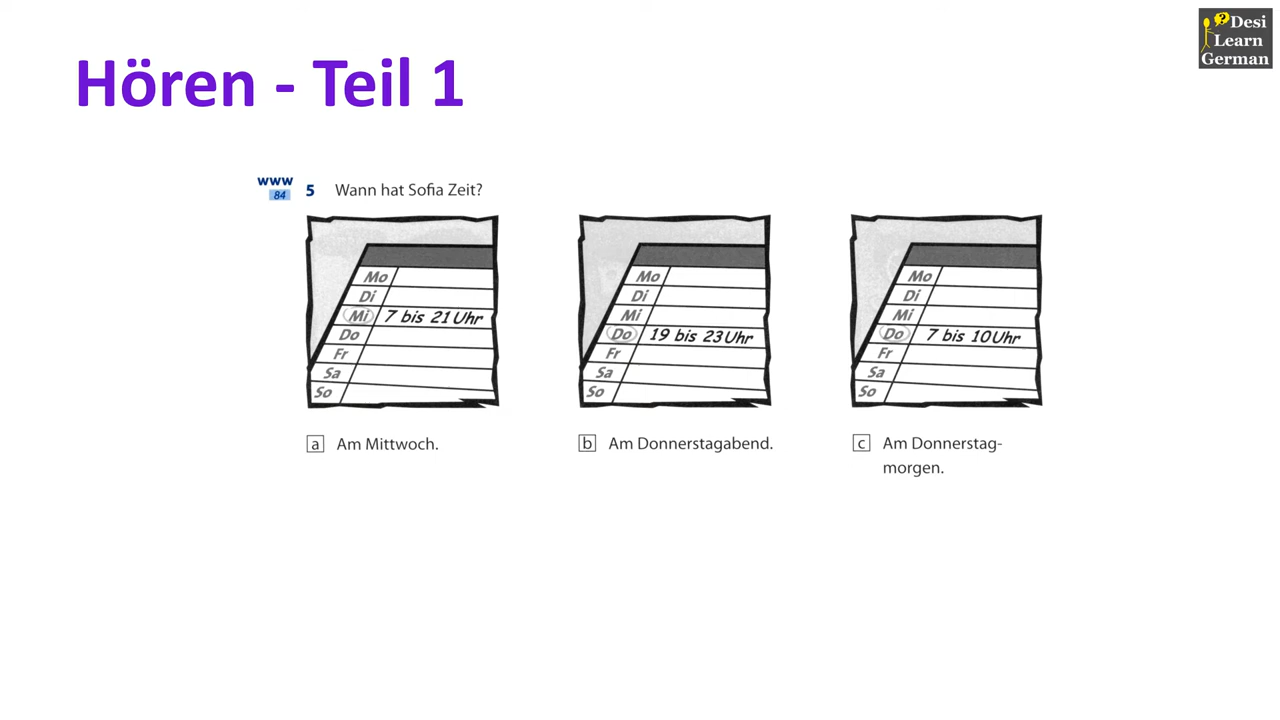 Desi
Learn
German
Hören - Teil 1
www
84
5 Wann hat Sofia Zeit?
Mo
Di
Mi 7 bis 21 Uhr
Do
Fr
Sa
So
a Am Mittwoch.
Mo
Di
Mi
Do 19 bis 23 Uhr
Fr
Sa
So
b Am Donnerstagabend.
Mo
Di
Mi
Do 7 bis 10 Uhr
Fr
Sa
So
c Am Donnerstag-
morgen.